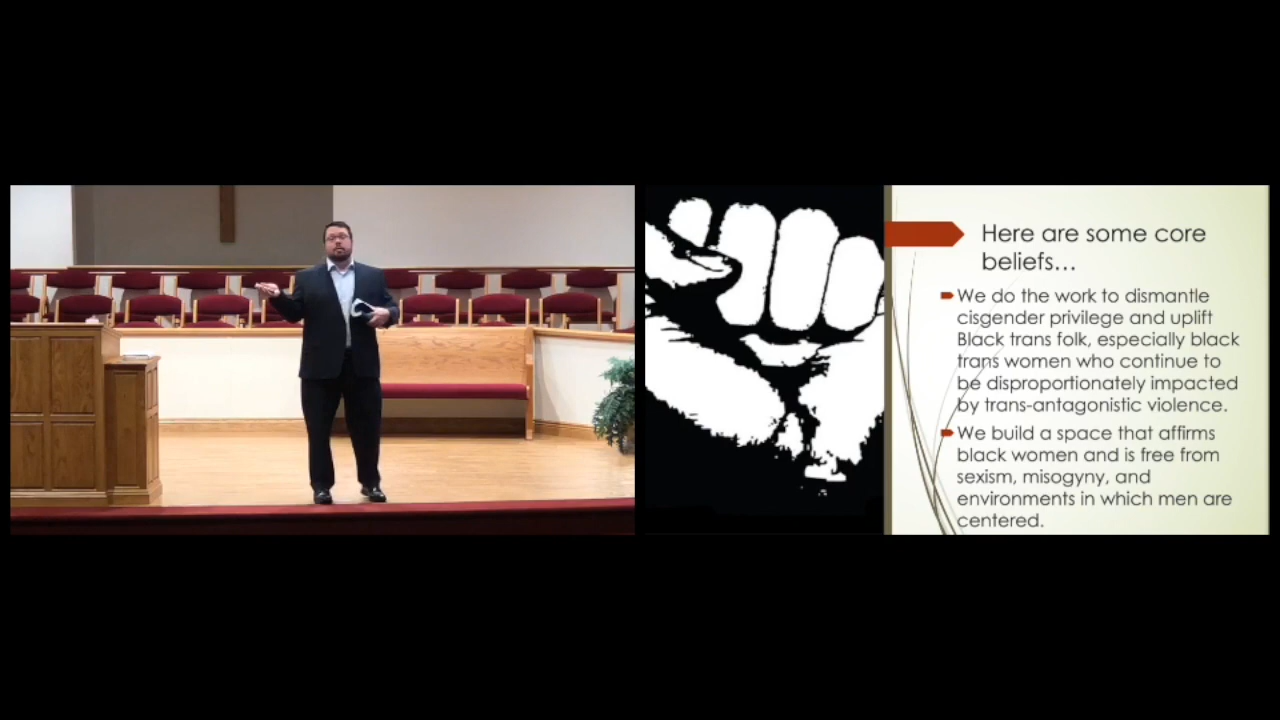 Here are some core
beliefs...
We do the work to dismantle
cisgender privilege and uplift
Black trans folk, especially black
trans women who continue to
be disproportionately impacted
by trans-antagonistic violence.
We build a space that affirms
black women and is free from
sexism, misogyny, and
environments in which men are
centered.